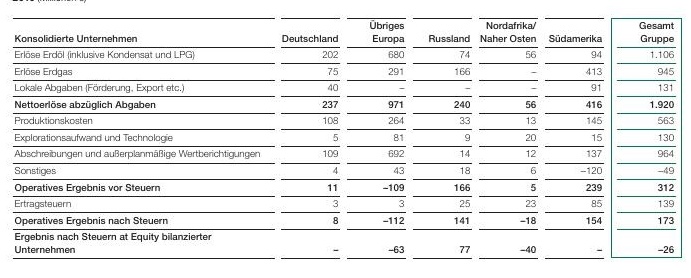 Übriges Nordafrika/ Gesamt
Konsolidierte Unternehmen Deutschland Europa Russland Naher Osten Südamerika Gruppe
Erlöse Erdöl (inklusive Kondensat und LPG) 202 680 74 56 94 1.106
Erlöse Erdgas 75 291 166 – 413 945
Lokale Abgaben (Förderung, Export etc.) 40 – – – 91 131
Nettoerlöse abzüglich Abgaben 237 971 240 56 416 1.920
Produktionskosten 108 264 33 13 145 563
Explorationsaufwand und Technologie 5 81 9 20 15 130
Abschreibungen und außerplanmäßige Wertberichtigungen 109 692 14 12 137 964
Sonstiges 4 43 18 6 –120 –49
Operatives Ergebnis vor Steuern 11 –109 166 5 239 312
Ertragsteuern 3 3 25 23 85 139
Operatives Ergebnis nach Steuern 8 –112 141 –18 154 173
Ergebnis nach Steuern at Equity bilanzierter
Unternehmen – –63 77 –40 – –26